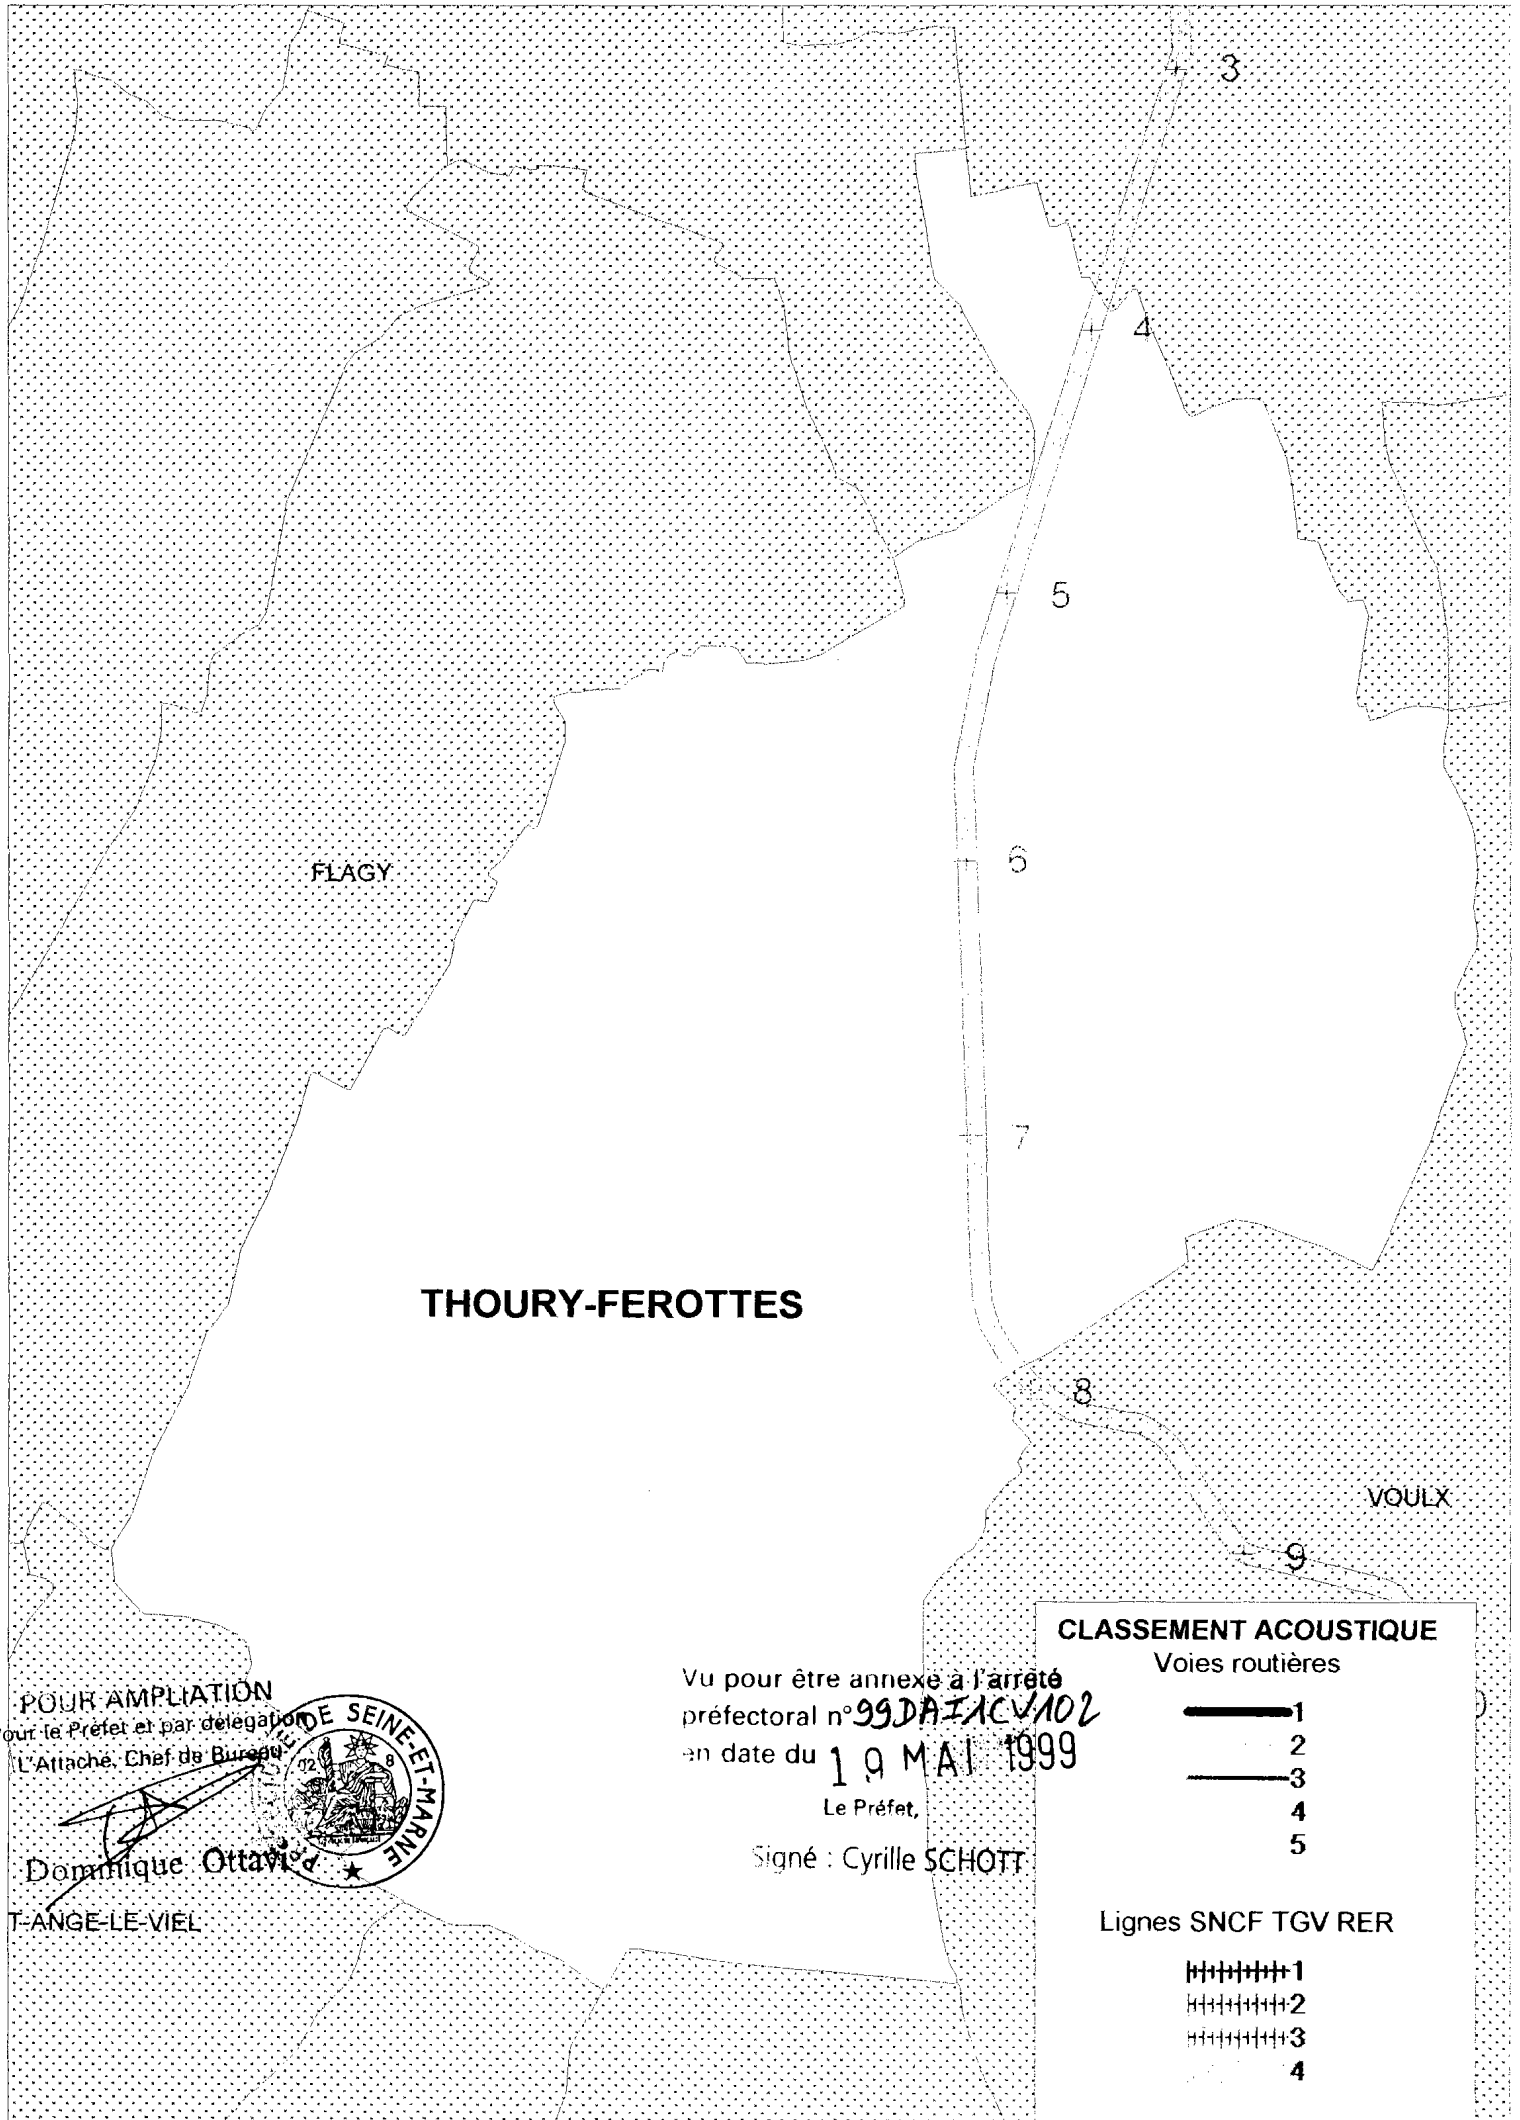 3
4
5
6
FLAGY
7
THOURY-FEROTTES
8
VOULX
9
CLASSEMENT ACOUSTIQUE
Voies routières
1
2
3
4
5
Lignes SNCF TGV RER
1
2
3
4
Vu pour être annexe à l'arrêté
préfectoral n° 99DAI1CV102
en date du 19 MAI 1999
Le Préfet,
Signé : Cyrille SCHOTT
POUR AMPLIATION
our le Préfet et par délégation
L'Attaché, Chef de Bureau
DE SEINE-ET-MARNE
Dominique Ottavi
T-ANGE-LE-VIEL